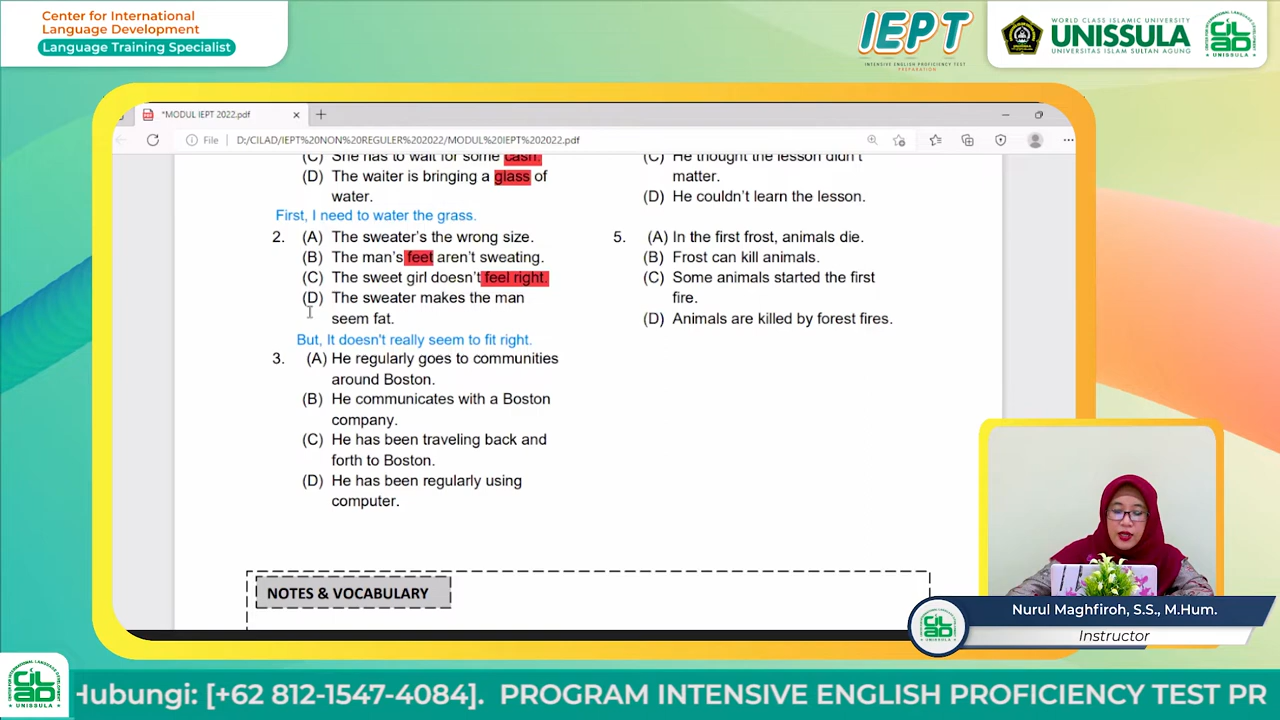 Center for International
Language Development
Language Training Specialist
IEPT
INTENSIVE ENGLISH PROFICIENCY TEST
PREPARATION
WORLD CLASS ISLAMIC UNIVERSITY
UNISSULA
UNIVERSITAS ISLAM SULTAN AGUNG
CILAD
UNISSULA
*MODUL IEPT 2022.pdf
File D:/CILAD/IEPT%20NON%20REGULER%202022/MODUL%20IEPT%202022.pdf
(C) She has to wait for some cash.
(D) The waiter is bringing a glass of
water.
First, I need to water the grass.
2. (A) The sweater's the wrong size.
(B) The man's feet aren't sweating.
(C) The sweet girl doesn't feel right.
(D) The sweater makes the man
seem fat.
But, It doesn't really seem to fit right.
3. (A) He regularly goes to communities
around Boston.
(B) He communicates with a Boston
company.
(C) He has been traveling back and
forth to Boston.
(D) He has been regularly using
computer.
(C) He thought the lesson didn't
matter.
(D) He couldn't learn the lesson.
5. (A) In the first frost, animals die.
(B) Frost can kill animals.
(C) Some animals started the first
fire.
(D) Animals are killed by forest fires.
NOTES & VOCABULARY
Nurul Maghfiroh, S.S., M.Hum.
Instructor
CILAD
UNISSULA
Hubungi: [+62 812-1547-4084]. PROGRAM INTENSIVE ENGLISH PROFICIENCY TEST PR